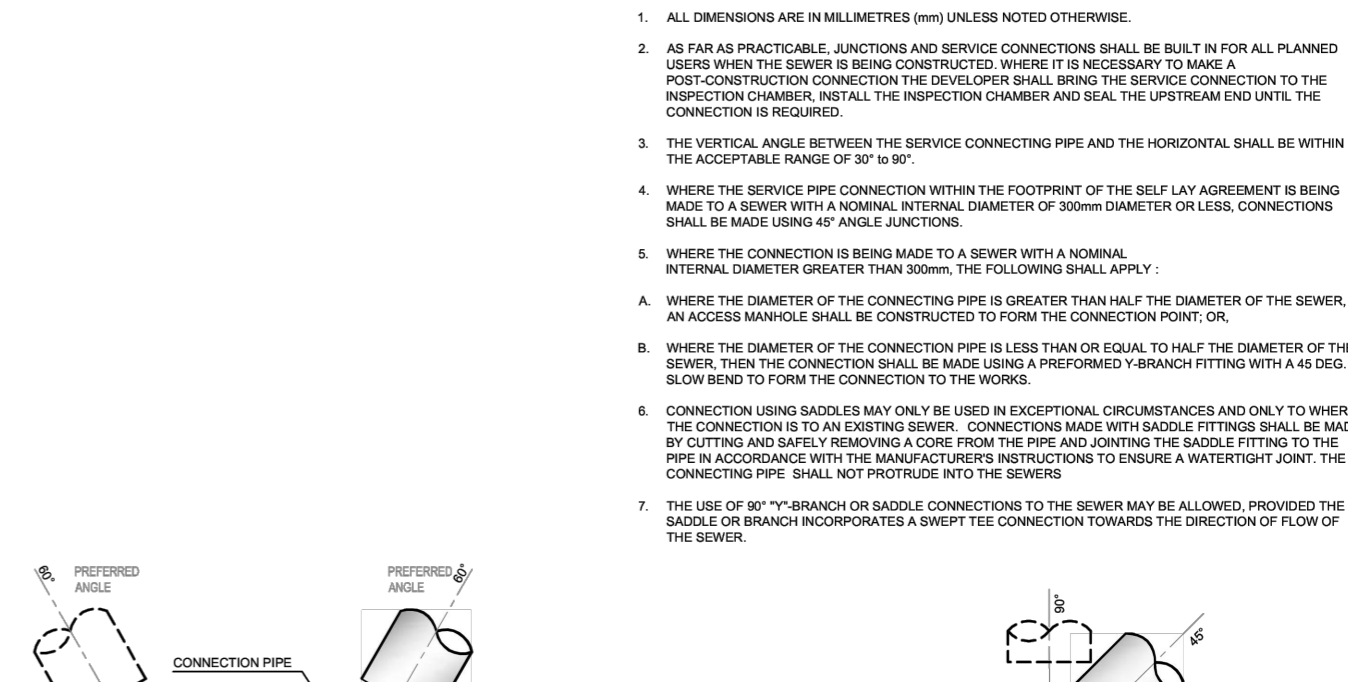 1. ALL DIMENSIONS ARE IN MILLIMETRES (mm) UNLESS NOTED OTHERWISE.
2. AS FAR AS PRACTICABLE, JUNCTIONS AND SERVICE CONNECTIONS SHALL BE BUILT IN FOR ALL PLANNED
USERS WHEN THE SEWER IS BEING CONSTRUCTED. WHERE IT IS NECESSARY TO MAKE A
POST-CONSTRUCTION CONNECTION THE DEVELOPER SHALL BRING THE SERVICE CONNECTION TO THE
INSPECTION CHAMBER, INSTALL THE INSPECTION CHAMBER AND SEAL THE UPSTREAM END UNTIL THE
CONNECTION IS REQUIRED.
3. THE VERTICAL ANGLE BETWEEN THE SERVICE CONNECTING PIPE AND THE HORIZONTAL SHALL BE WITHIN
THE ACCEPTABLE RANGE OF 30° to 90°.
4. WHERE THE SERVICE PIPE CONNECTION WITHIN THE FOOTPRINT OF THE SELF LAY AGREEMENT IS BEING
MADE TO A SEWER WITH A NOMINAL INTERNAL DIAMETER OF 300mm DIAMETER OR LESS, CONNECTIONS
SHALL BE MADE USING 45° ANGLE JUNCTIONS.
5. WHERE THE CONNECTION IS BEING MADE TO A SEWER WITH A NOMINAL
INTERNAL DIAMETER GREATER THAN 300mm, THE FOLLOWING SHALL APPLY :
A. WHERE THE DIAMETER OF THE CONNECTING PIPE IS GREATER THAN HALF THE DIAMETER OF THE SEWER,
AN ACCESS MANHOLE SHALL BE CONSTRUCTED TO FORM THE CONNECTION POINT; OR,
B. WHERE THE DIAMETER OF THE CONNECTION PIPE IS LESS THAN OR EQUAL TO HALF THE DIAMETER OF TH
SEWER, THEN THE CONNECTION SHALL BE MADE USING A PREFORMED Y-BRANCH FITTING WITH A 45 DEG.
SLOW BEND TO FORM THE CONNECTION TO THE WORKS.
6. CONNECTION USING SADDLES MAY ONLY BE USED IN EXCEPTIONAL CIRCUMSTANCES AND ONLY TO WHER
THE CONNECTION IS TO AN EXISTING SEWER. CONNECTIONS MADE WITH SADDLE FITTINGS SHALL BE MA
BY CUTTING AND SAFELY REMOVING A CORE FROM THE PIPE AND JOINTING THE SADDLE FITTING TO THE
PIPE IN ACCORDANCE WITH THE MANUFACTURER'S INSTRUCTIONS TO ENSURE A WATERTIGHT JOINT. THE
CONNECTING PIPE SHALL NOT PROTRUDE INTO THE SEWERS
7. THE USE OF 90° "Y"-BRANCH OR SADDLE CONNECTIONS TO THE SEWER MAY BE ALLOWED, PROVIDED THE
SADDLE OR BRANCH INCORPORATES A SWEPT TEE CONNECTION TOWARDS THE DIRECTION OF FLOW OF
THE SEWER.
60°
PREFERRED
ANGLE
PREFERRED
ANGLE
60°
CONNECTION PIPE
90°
45°